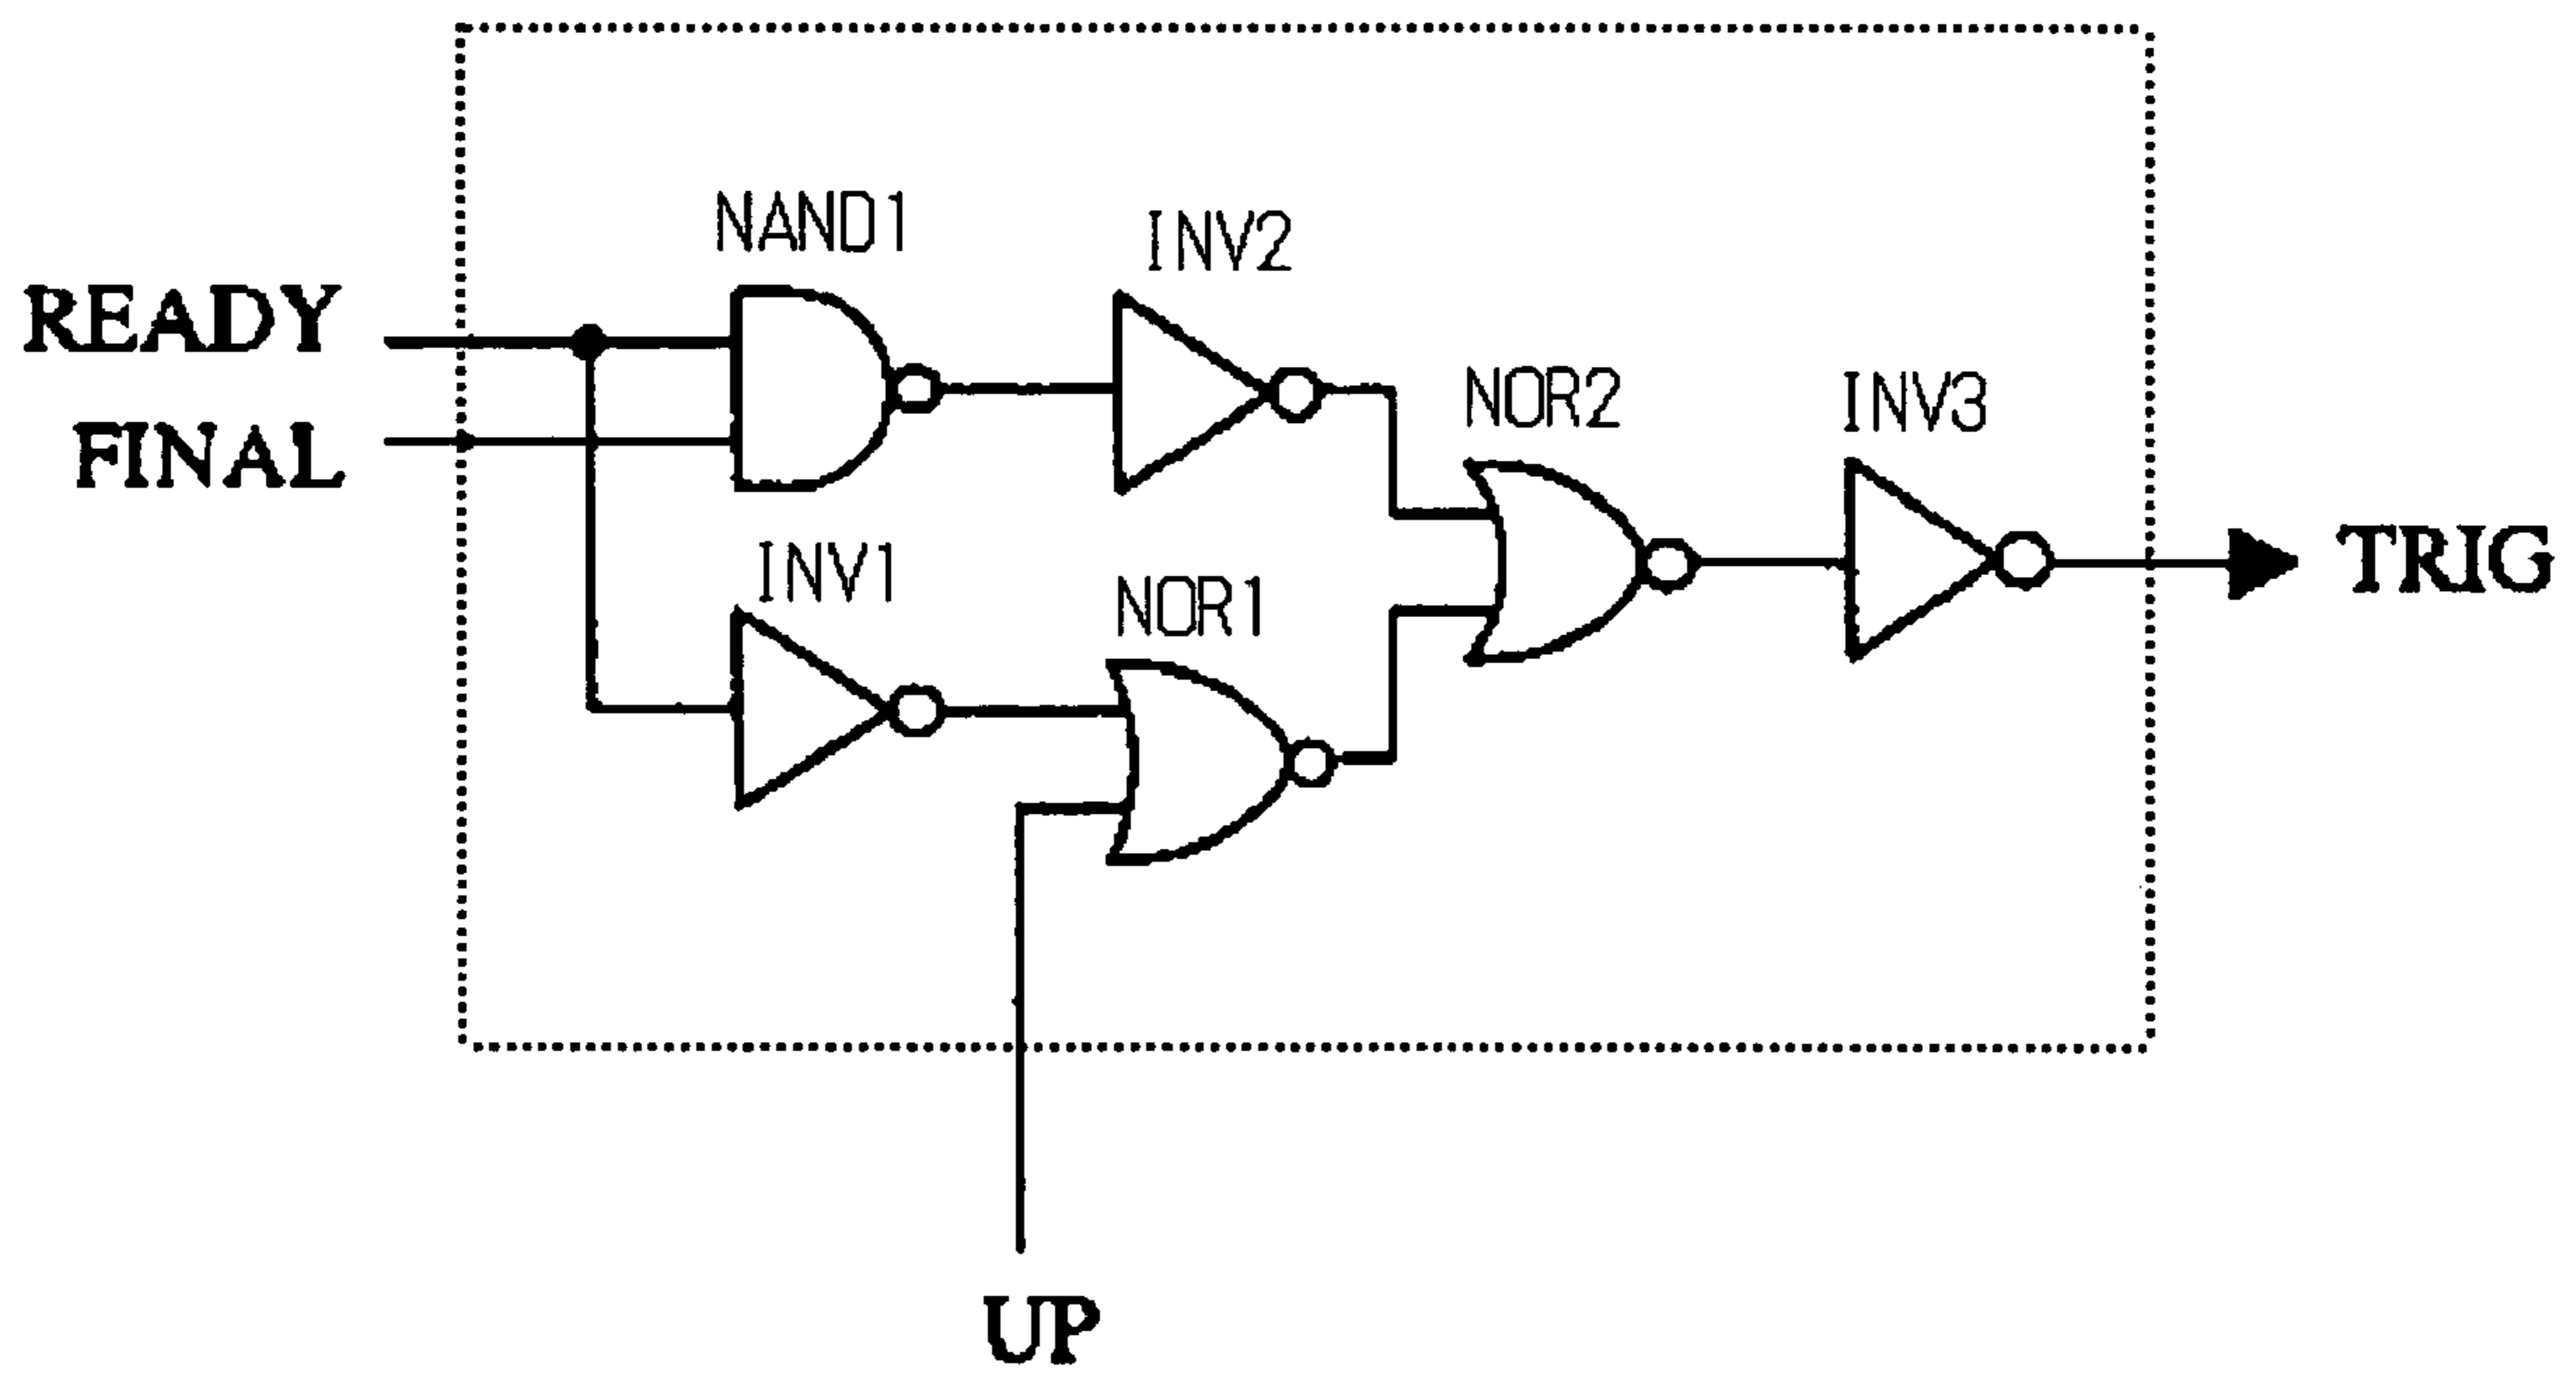 NAND1
INV2
READY
FINAL
NOR2
INV3
INV1
NOR1
TRIG
UP